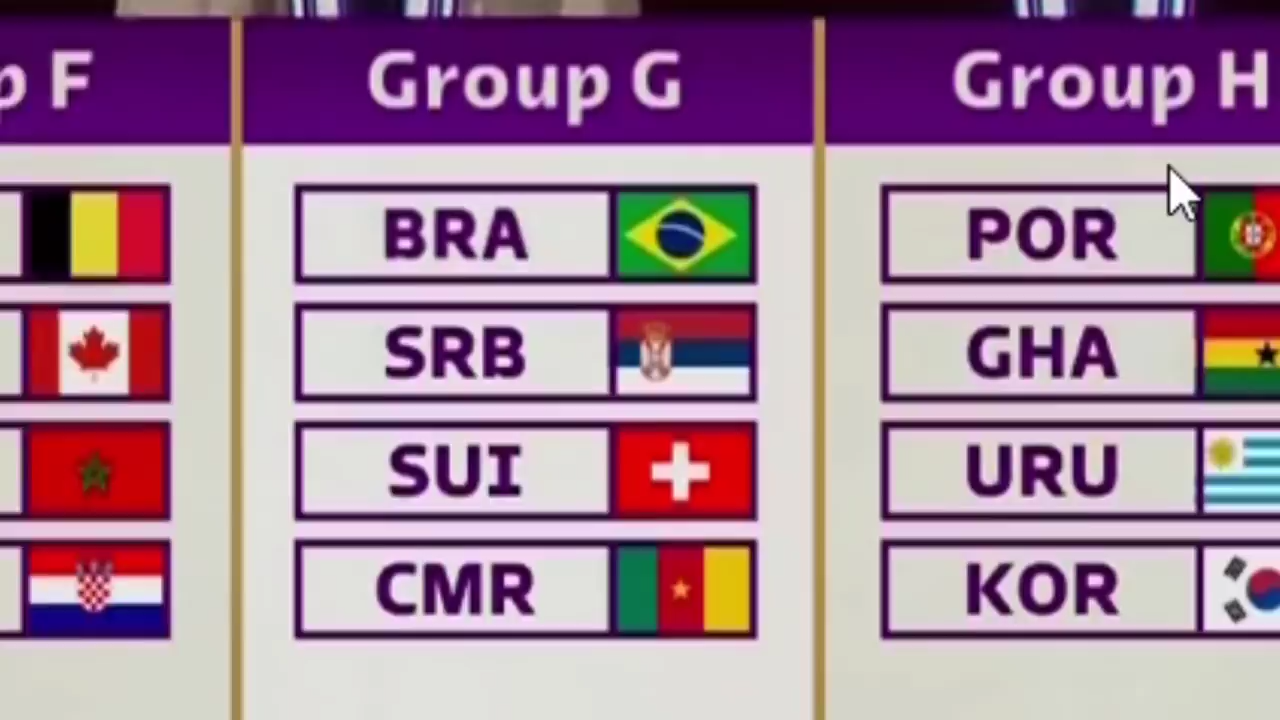 p F
Group G
Group H
BRA
POR
SRB
GHA
SUI
URU
CMR
KOR